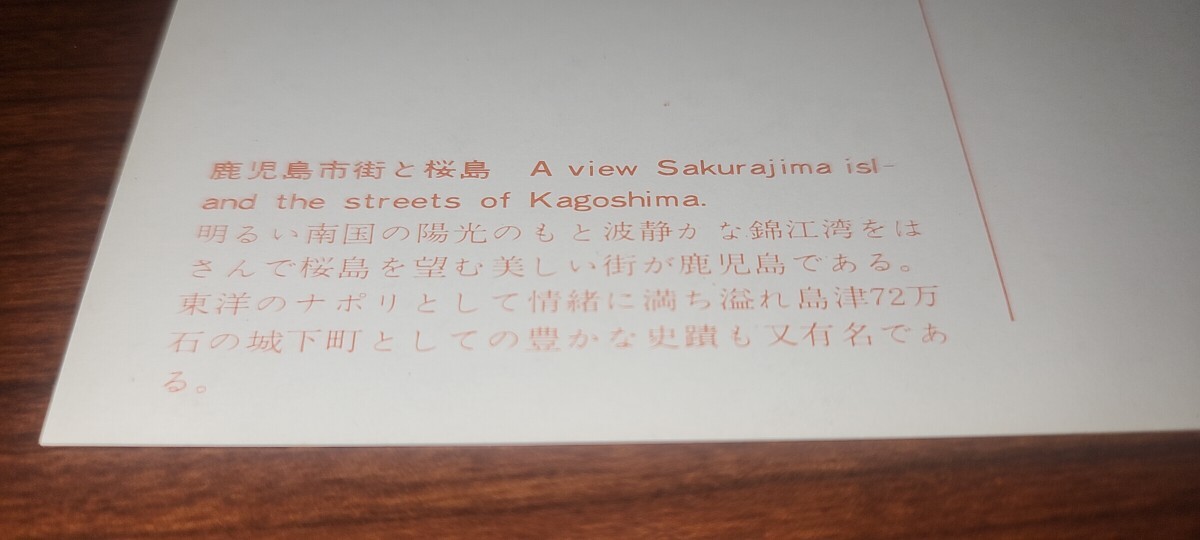 鹿児島市街と桜島　A view Sakurajima isl-
and the streets of Kagoshima.
明るい南国の陽光のもと波静かな錦江湾をは
さんで桜島を望む美しい街が鹿児島である。
東洋のナポリとして情緒に満ち溢れ島津72万
石の城下町としての豊かな史蹟も又有名であ
る。